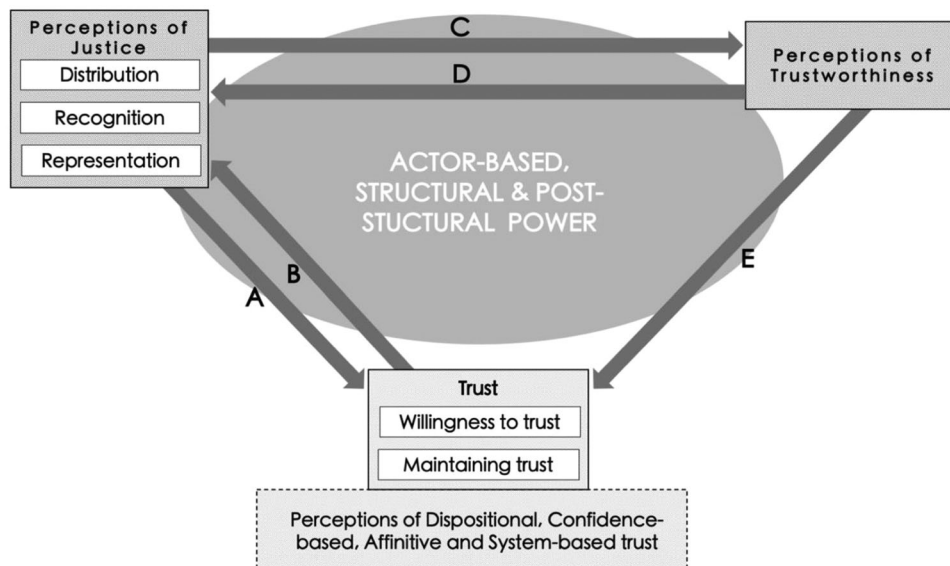 Perceptions of
Justice
Distribution
Recognition
Representation
C
D
Perceptions of
Trustworthiness
ACTOR-BASED,
STRUCTURAL & POST-
STUCTURAL POWER
A
B
E
Trust
Willingness to trust
Maintaining trust
Perceptions of Dispositional, Confidence-
based, Affinitive and System-based trust